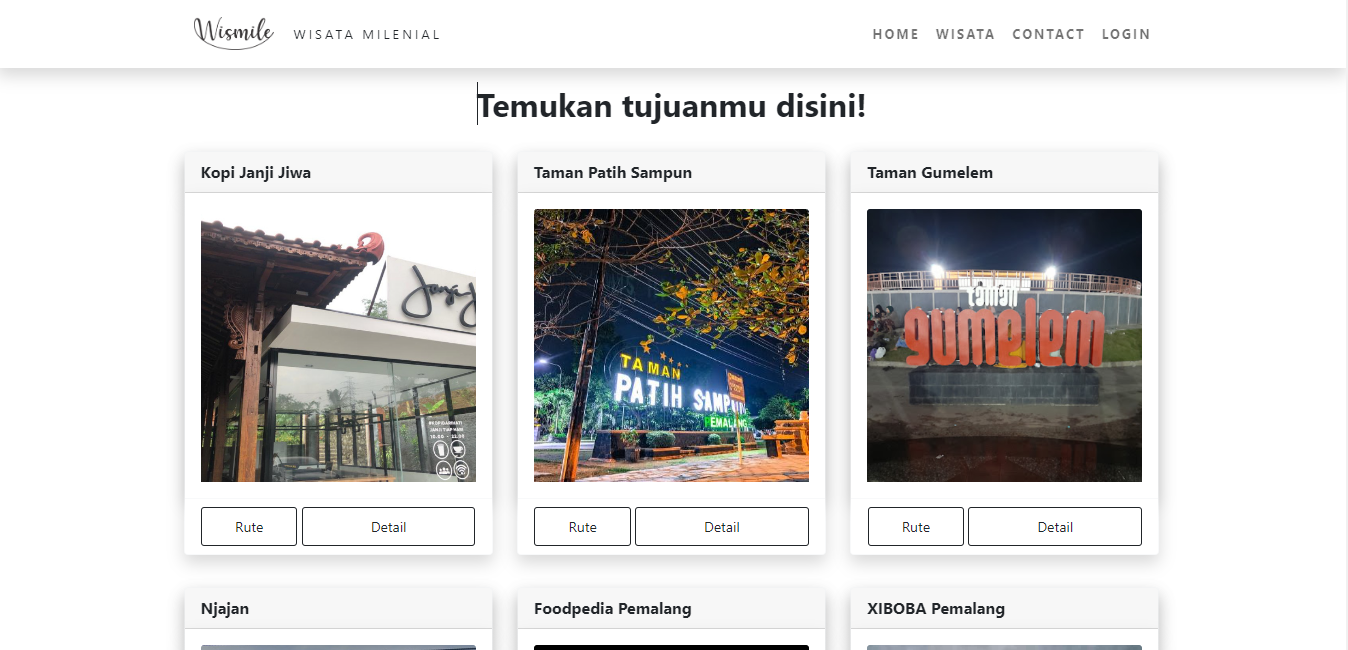 Wismile WISATA MILENIAL HOME WISATA CONTACT LOGIN
Temukan tujuanmu disini!
Kopi Janji Jiwa
Taman Patih Sampun
Taman Gumelem
TAMAN
PATIH SAMPUN
EMALANG
taman
gumelem
Rute Detail
Rute Detail
Rute Detail
Njajan
Foodpedia Pemalang
XIBOBA Pemalang